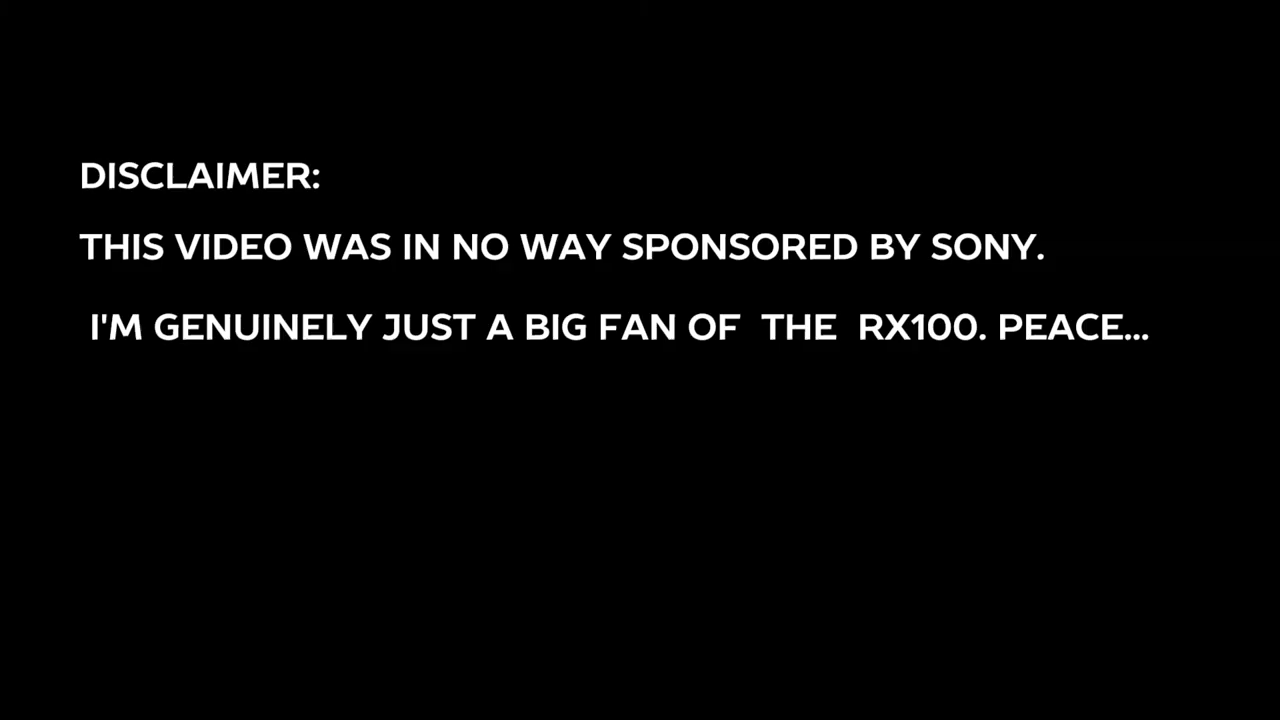 DISCLAIMER:
THIS VIDEO WAS IN NO WAY SPONSORED BY SONY.
I'M GENUINELY JUST A BIG FAN OF THE RX100. PEACE...